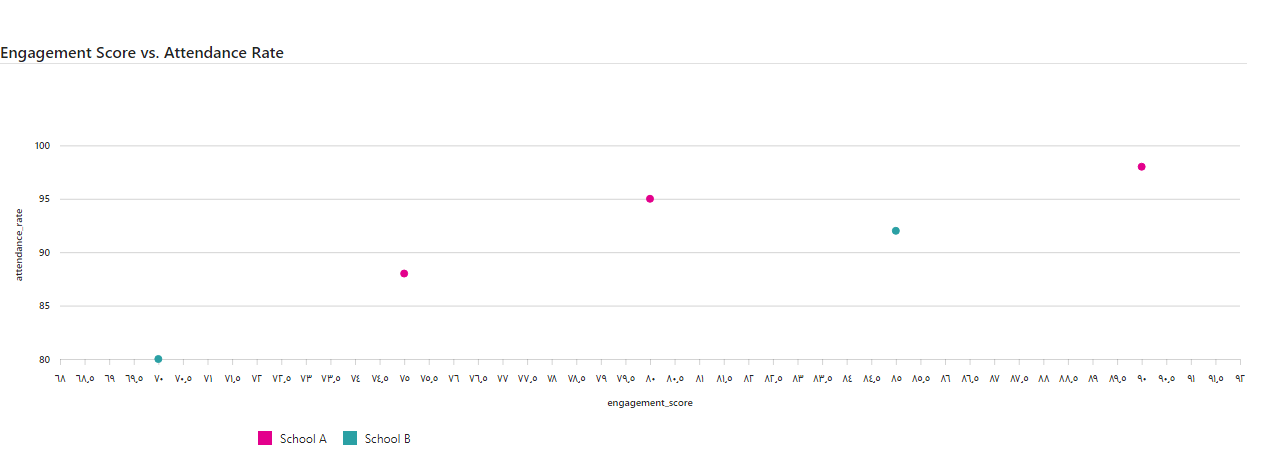 Engagement Score vs. Attendance Rate
100
95
90
85
80
attendance_rate
٦٨ ٦٨٫٥ ٦٩ ٦٩٫٥ ٧٠ ٧٠٫٥ ٧١ ٧١٫٥ ٧٢ ٧٢٫٥ ٧٣ ٧٣٫٥ ٧٤ ٧٤٫٥ ٧٥ ٧٥٫٥ ٧٦ ٧٦٫٥ ٧٧ ٧٧٫٥ ٧٨ ٧٨٫٥ ٧٩ ٧٩٫٥ ٨٠ ٨٠٫٥ ٨١ ٨١٫٥ ٨٢ ٨٢٫٥ ٨٣ ٨٣٫٥ ٨٤ ٨٤٫٥ ٨٥ ٨٥٫٥ ٨٦ ٨٦٫٥ ٨٧ ٨٧٫٥ ٨٨ ٨٨٫٥ ٨٩ ٨٩٫٥ ٩٠ ٩٠٫٥ ٩١ ٩١٫٥ ٩٢
engagement_score
School A School B